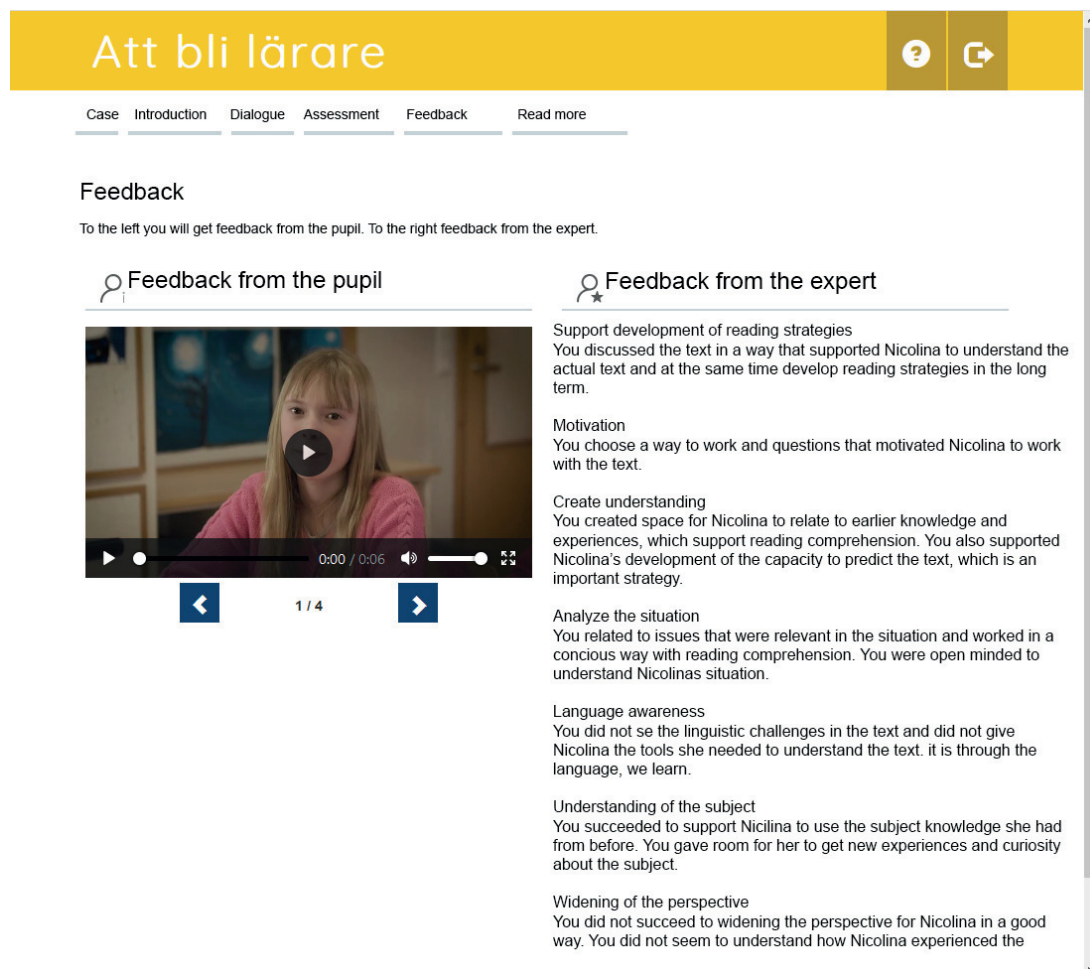 Att bli lärare
?
Case Introduction Dialogue Assessment Feedback Read more
Feedback
To the left you will get feedback from the pupil. To the right feedback from the expert.
Feedback from the pupil
0:00 / 0:06
1 / 4
Feedback from the expert
Support development of reading strategies
You discussed the text in a way that supported Nicolina to understand the
actual text and at the same time develop reading strategies in the long
term.
Motivation
You choose a way to work and questions that motivated Nicolina to work
with the text.
Create understanding
You created space for Nicolina to relate to earlier knowledge and
experiences, which support reading comprehension. You also supported
Nicolina’s development of the capacity to predict the text, which is an
important strategy.
Analyze the situation
You related to issues that were relevant in the situation and worked in a
concious way with reading comprehension. You were open minded to
understand Nicolinas situation.
Language awareness
You did not se the linguistic challenges in the text and did not give
Nicolina the tools she needed to understand the text. it is through the
language, we learn.
Understanding of the subject
You succeeded to support Nicilina to use the subject knowledge she had
from before. You gave room for her to get new experiences and curiosity
about the subject.
Widening of the perspective
You did not succeed to widening the perspective for Nicolina in a good
way. You did not seem to understand how Nicolina experienced the